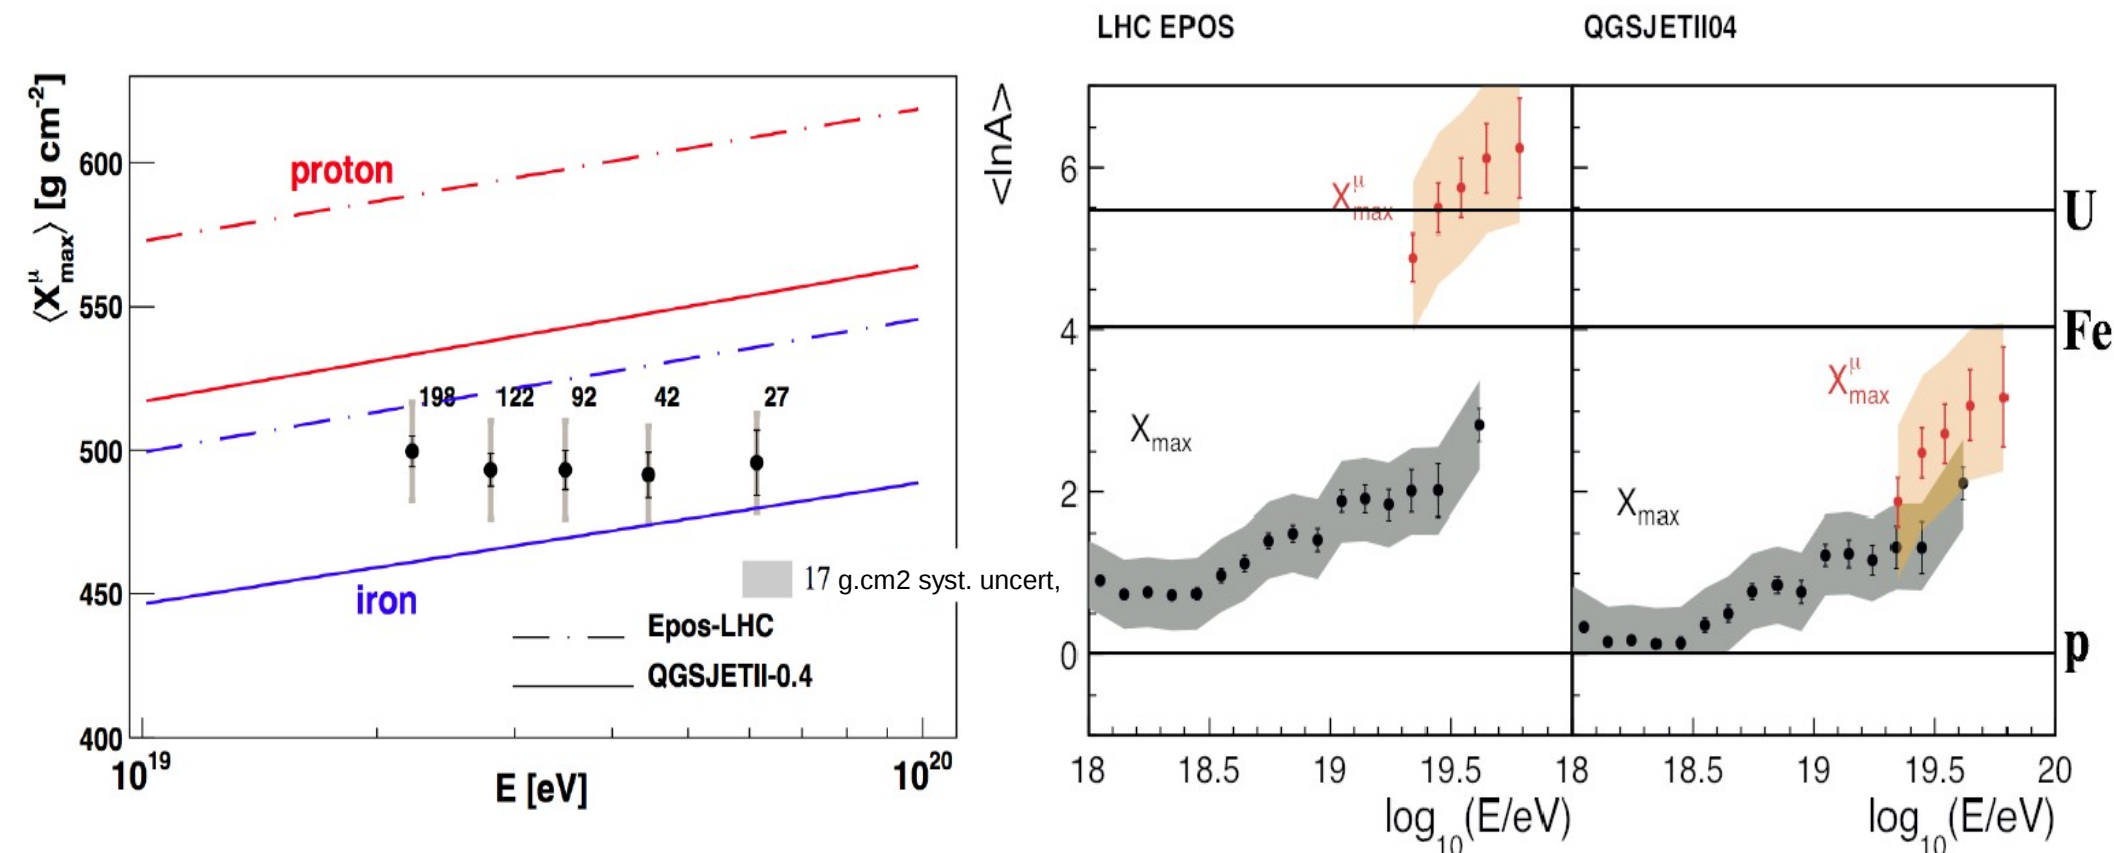 ⟨X^μ_max⟩ [g cm^-2]
600
550
500
450
400
proton
198 122 92 42 27
iron
17 g.cm2 syst. uncert,
Epos-LHC
QGSJETII-0.4
10^19
10^20
E [eV]
LHC EPOS
QGSJETII04
<lnA>
6
4
2
0
X^μ_max
X_max
X^μ_max
X_max
U
Fe
p
18 18.5 19 19.5 18 18.5 19 19.5 20
log_10(E/eV)
log_10(E/eV)